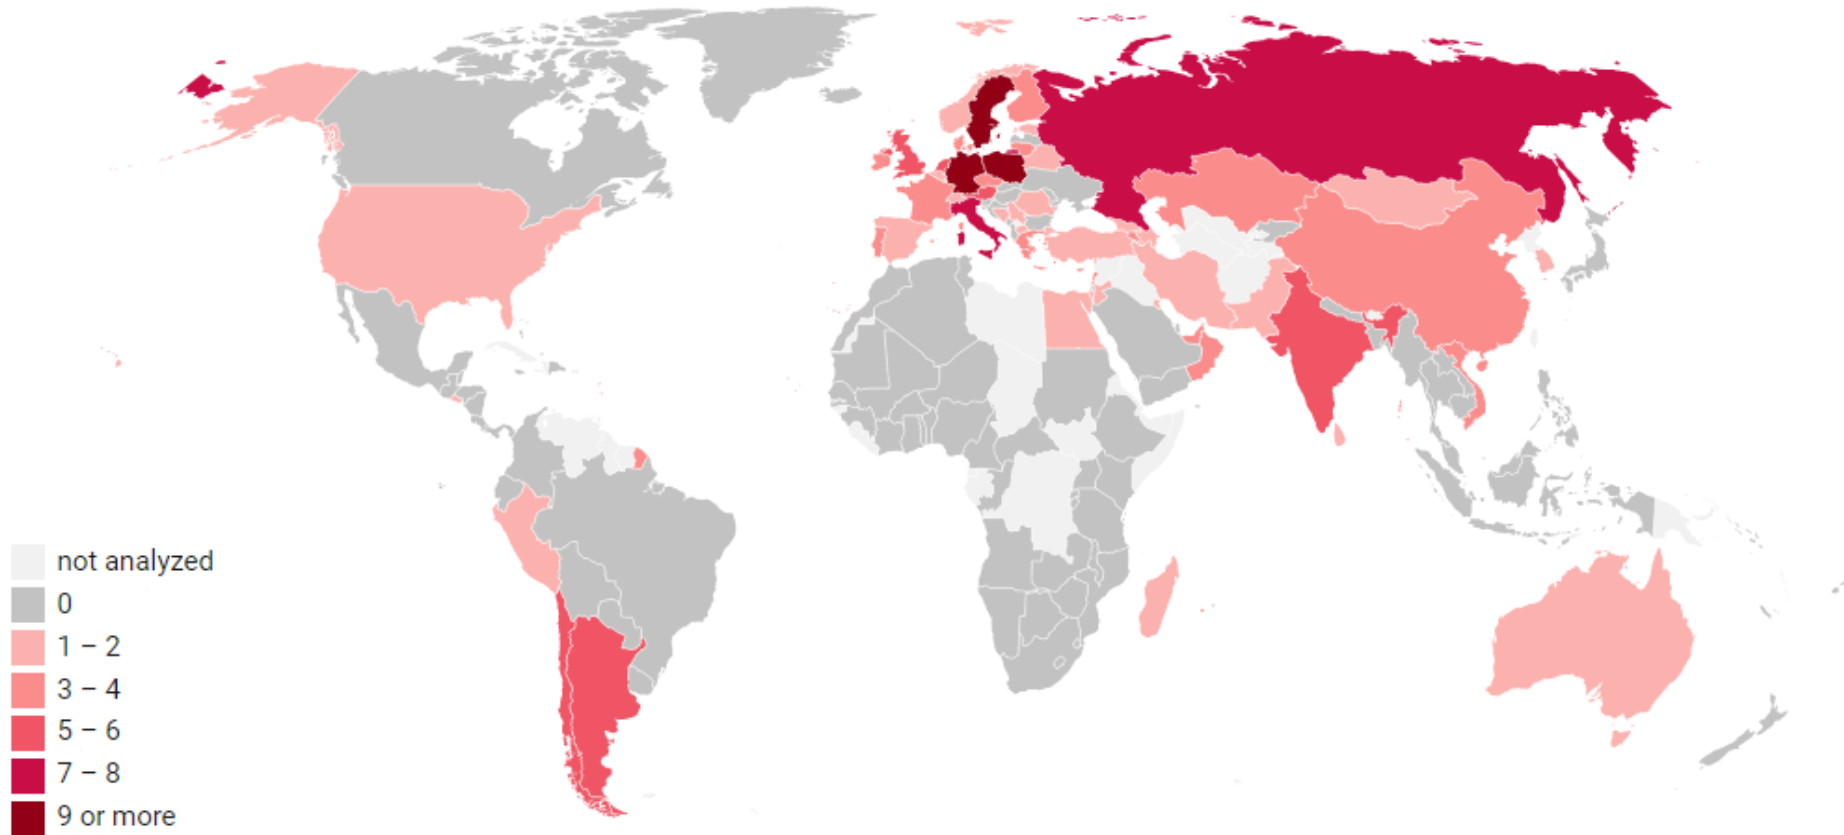 not analyzed
0
1 – 2
3 – 4
5 – 6
7 – 8
9 or more